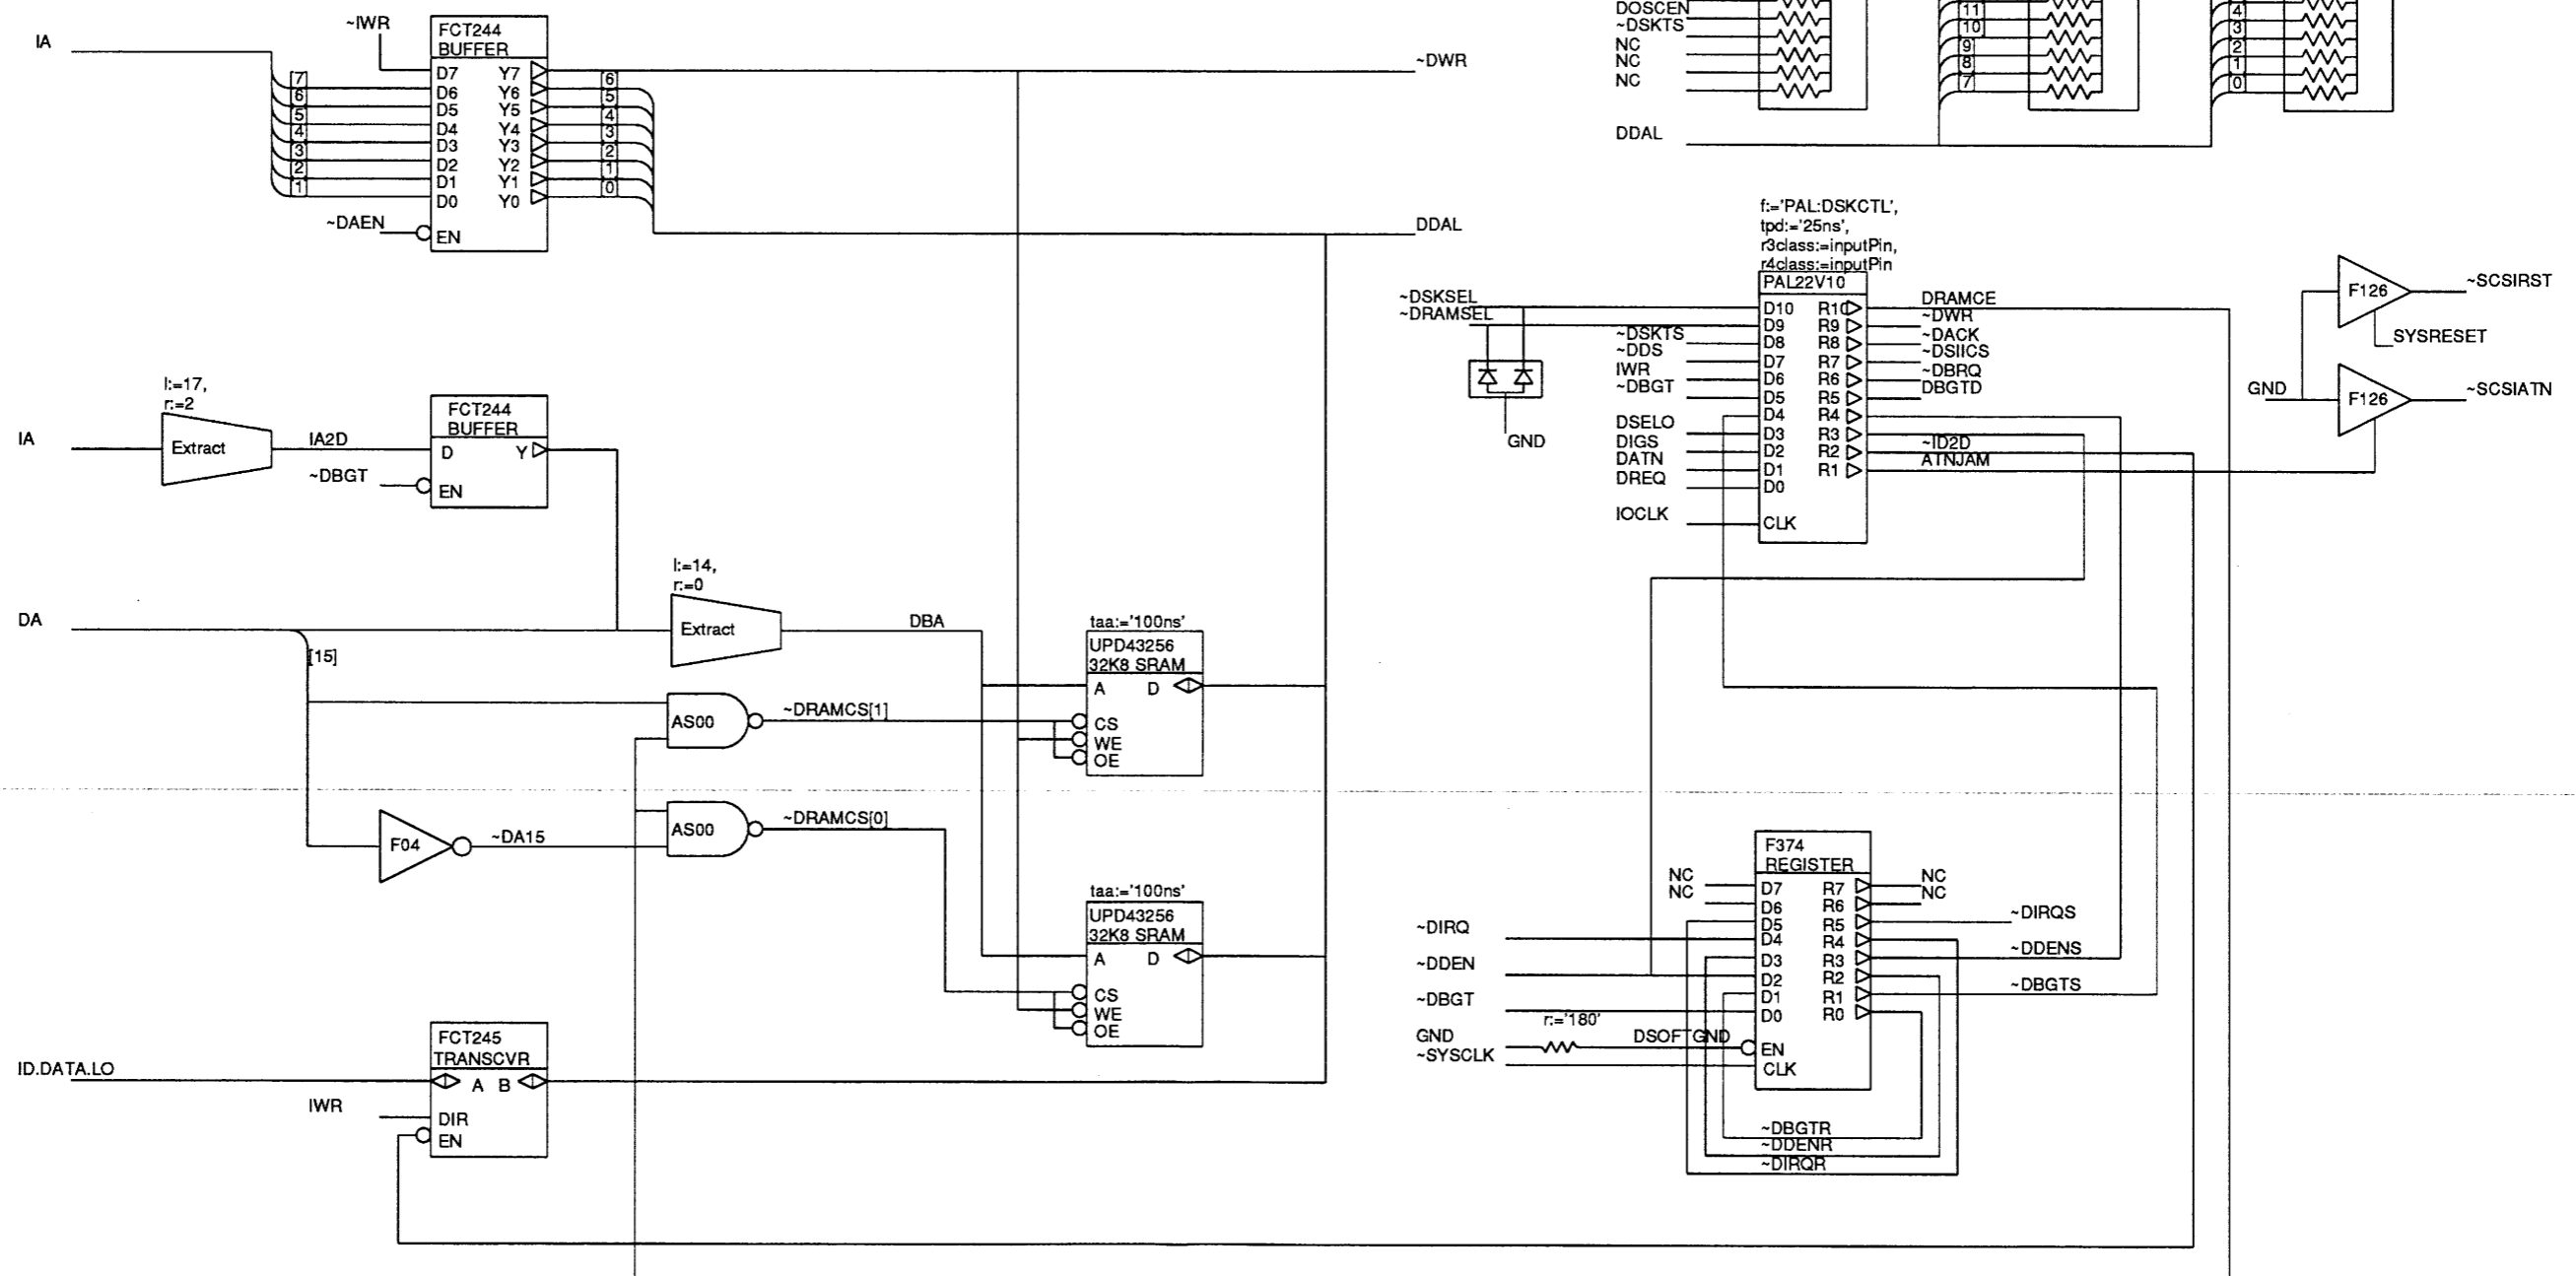 ~IWR
IA
FCT244
BUFFER
D7 Y7
D6 Y6
D5 Y5
D4 Y4
D3 Y3
D2 Y2
D1 Y1
D0 Y0
EN
7
6
5
4
3
2
1
6
5
4
3
2
1
0
~DAEN
~DWR
DDAL
DOSCEN
~DSKTS
NC
NC
NC
11
10
9
8
7
4
3
2
1
0
DDAL
l:=17,
r:=2
IA
Extract
IA2D
~DBGT
FCT244
BUFFER
D Y
EN
DA
[15]
l:=14,
r:=0
Extract
DBA
AS00
~DRAMCS[1]
AS00
~DRAMCS[0]
F04
~DA15
taa:='100ns'
UPD43256
32K8 SRAM
A D
CS
WE
OE
taa:='100ns'
UPD43256
32K8 SRAM
A D
CS
WE
OE
ID.DATA.LO
IWR
FCT245
TRANSCVR
A B
DIR
EN
f:='PAL:DSKCTL',
tpd:='25ns',
r3class:=inputPin,
r4class:=inputPin
PAL22V10
~DSKSEL
~DRAMSEL
~DSKTS
~DDS
IWR
~DBGT
DSELO
DIGS
DATN
DREQ
IOCLK
GND
D10 R10
D9 R9
D8 R8
D7 R7
D6 R6
D5 R5
D4 R4
D3 R3
D2 R2
D1 R1
D0
CLK
DRAMCE
~DWR
~DACK
~DSIICS
~DBRQ
DBGTD
~ID2D
ATNJAM
F126
~SCSIRST
SYSRESET
GND
F126
~SCSIATN
F374
REGISTER
NC
NC
D7 R7
D6 R6
D5 R5
D4 R4
D3 R3
D2 R2
D1 R1
D0 R0
EN
CLK
NC
NC
~DIRQS
~DDENS
~DBGTS
~DIRQ
~DDEN
~DBGT
r:='180'
GND
DSOFTGND
~SYSCLK
~DBGTR
~DDENR
~DIRQR